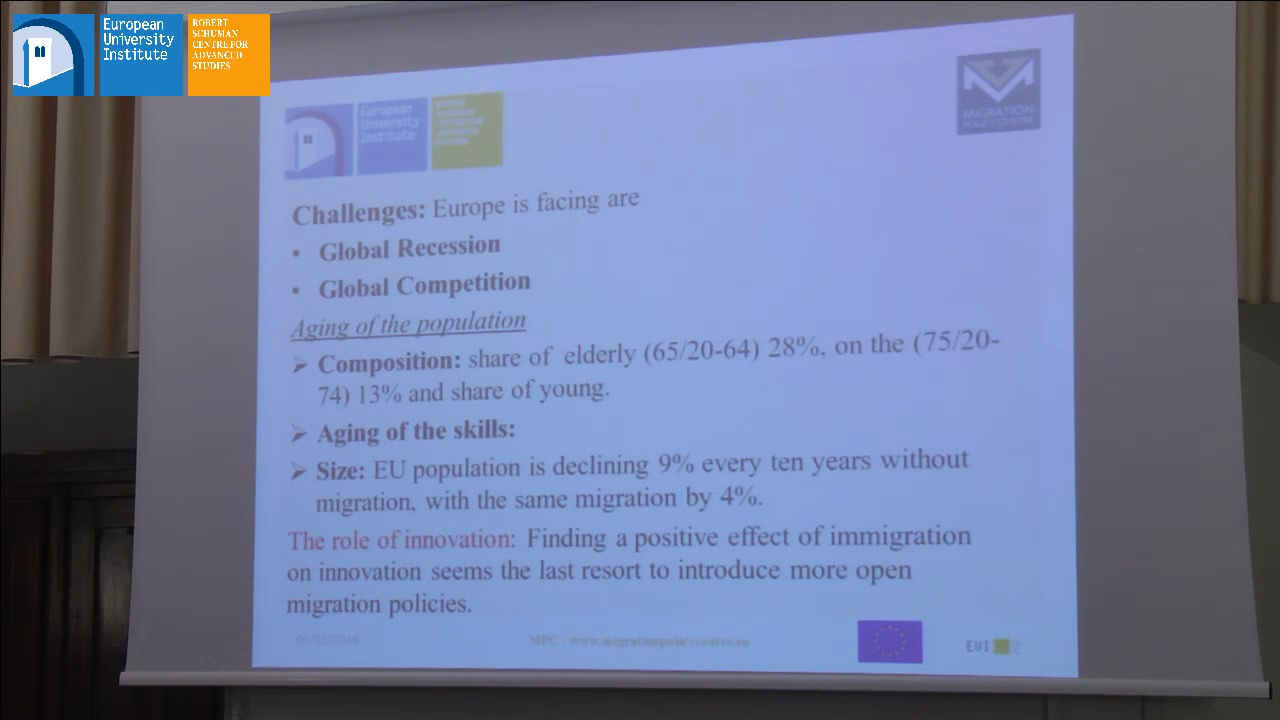 European
University
Institute
ROBERT
SCHUMAN
CENTRE FOR
ADVANCED
STUDIES
European
University
Institute
MIGRATION
POLICY CENTRE
Challenges: Europe is facing are
• Global Recession
• Global Competition
Aging of the population
➢ Composition: share of elderly (65/20-64) 28%, on the (75/20-
74) 13% and share of young.
➢ Aging of the skills:
➢ Size: EU population is declining 9% every ten years without
migration, with the same migration by 4%.
The role of innovation: Finding a positive effect of immigration
on innovation seems the last resort to introduce more open
migration policies.
MPC - www.migrationpolicycentre.eu
EUI 2